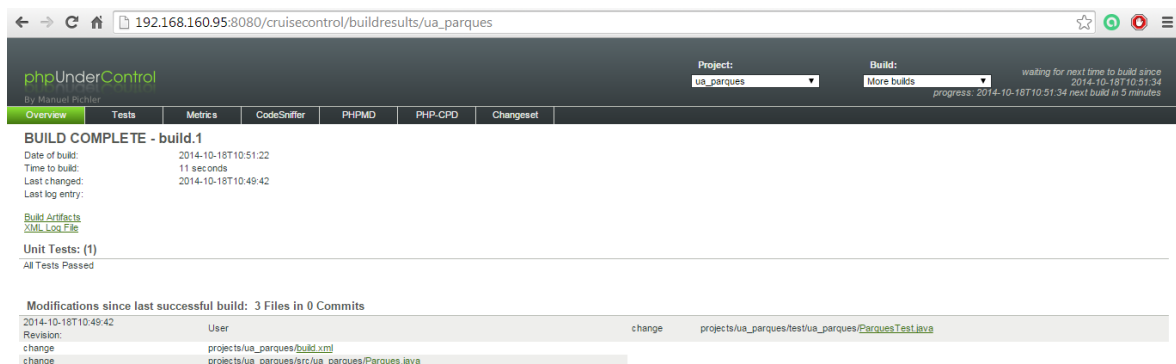 192.168.160.95:8080/cruisecontrol/buildresults/ua_parques
phpUnderControl
By Manuel Pichler
Project:
ua_parques
Build:
More builds
waiting for next time to build since
2014-10-18T10:51:34
progress: 2014-10-18T10:51:34 next build in 5 minutes
Overview Tests Metrics CodeSniffer PHPMD PHP-CPD Changeset
BUILD COMPLETE - build.1
Date of build: 2014-10-18T10:51:22
Time to build: 11 seconds
Last changed: 2014-10-18T10:49:42
Last log entry:
Build Artifacts
XML Log File
Unit Tests: (1)
All Tests Passed
Modifications since last successful build: 3 Files in 0 Commits
2014-10-18T10:49:42
Revision:
User
change projects/ua_parques/test/ua_parques/ParquesTest.java
change projects/ua_parques/build.xml
change projects/ua_parques/src/ua_parques/Parques.java